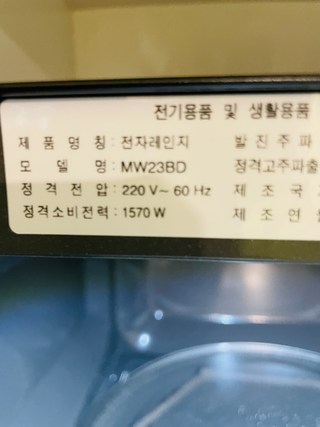 전기용품 및 생활용품
제 품 명 칭 : 전자레인지 발 진 주 파
모 델 명 : MW23BD 정격고주파출
정 격 전 압 : 220 V~ 60 Hz 제 조 국
정격소비전력 : 1570 W 제 조 연